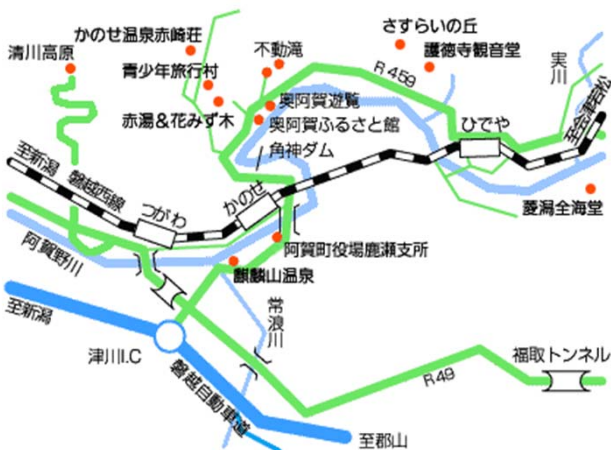 さすらいの丘
かのせ温泉赤崎荘
護徳寺観音堂
清川高原
不動滝
実川
青少年旅行村
R459
至会津若松
奥阿賀遊覧
赤湯&花みず木
奥阿賀ふるさと館
ひでや
角神ダム
至新潟
磐越西線
かのせ
つがわ
菱潟全海堂
阿賀野川
阿賀町役場鹿瀬支所
麒麟山温泉
至新潟
常浪川
津川I.C
福取トンネル
R49
磐越自動車道
至郡山